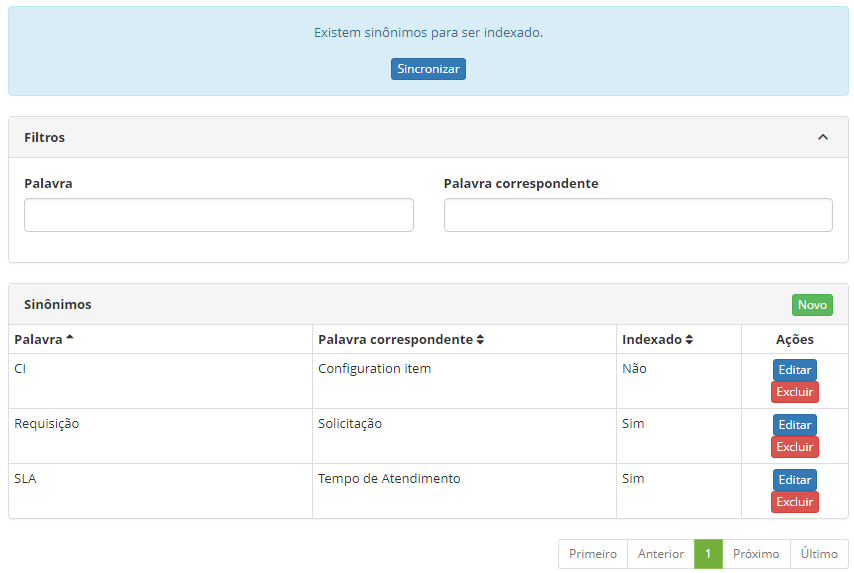 Existem sinônimos para ser indexado.
Sincronizar
Filtros
Palavra Palavra correspondente
Sinônimos Novo
Palavra Palavra correspondente Indexado Ações
CI Configuration item Não Editar
Excluir
Requisição Solicitação Sim Editar
Excluir
SLA Tempo de Atendimento Sim Editar
Excluir
Primeiro Anterior 1 Próximo Último